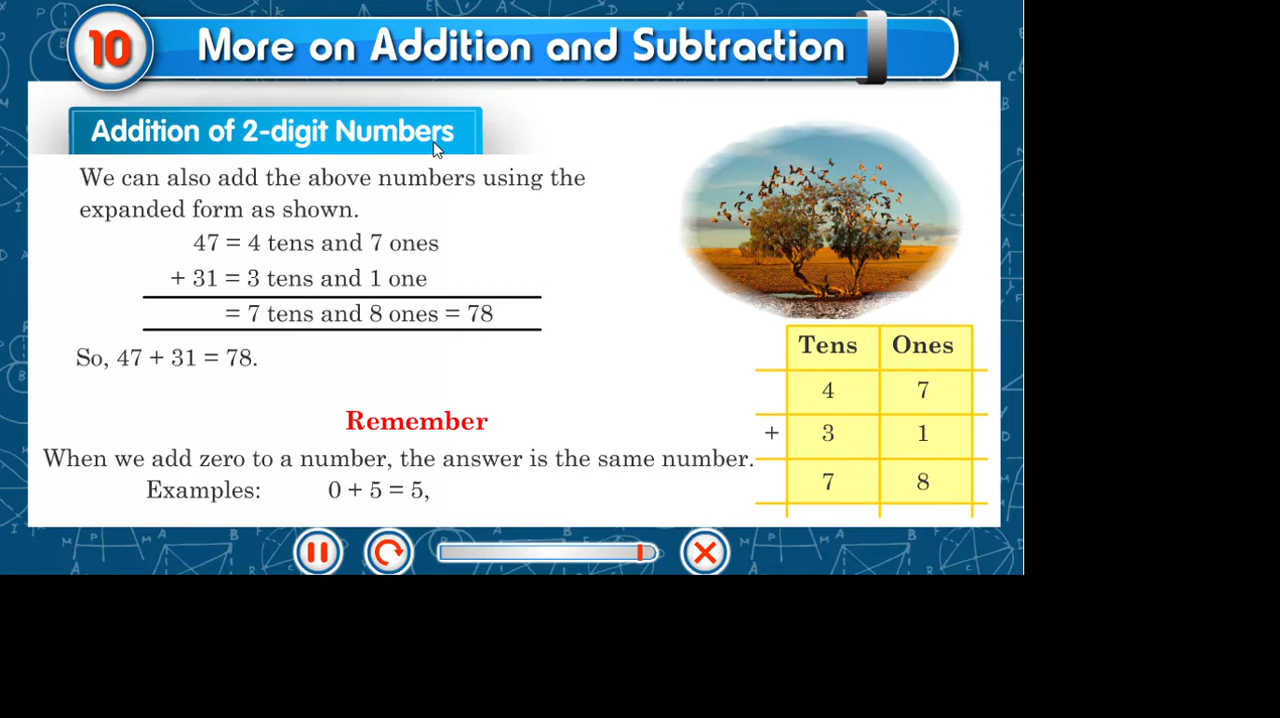 10 More on Addition and Subtraction
Addition of 2-digit Numbers
We can also add the above numbers using the
expanded form as shown.
47 = 4 tens and 7 ones
+ 31 = 3 tens and 1 one
= 7 tens and 8 ones = 78
So, 47 + 31 = 78.
Remember
When we add zero to a number, the answer is the same number.
Examples: 0 + 5 = 5,
Tens Ones
4 7
+ 3 1
7 8